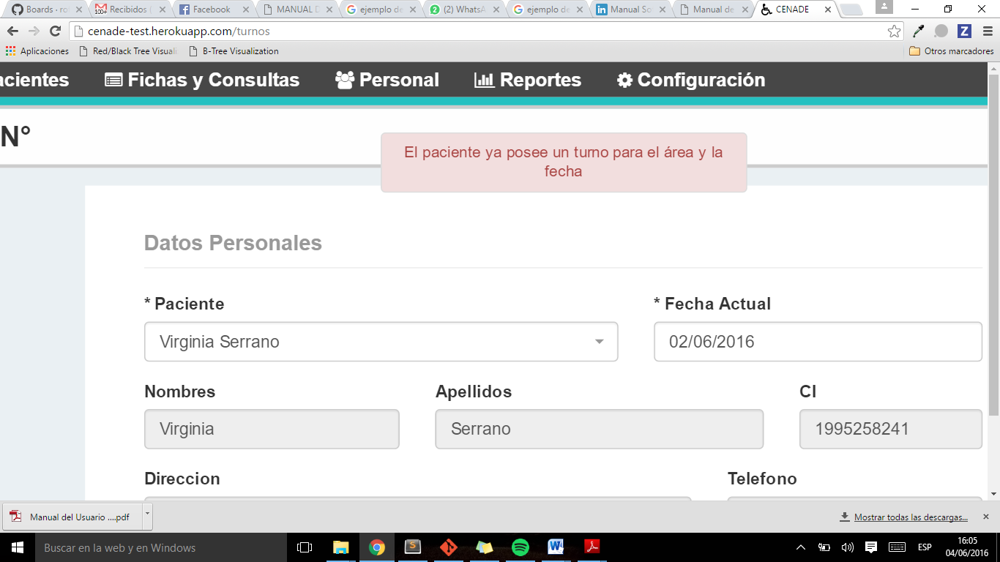 Boards · ro
100+
Recibidos (
Facebook
MANUAL D
ejemplo de
2
(2) WhatsA
ejemplo de
in
Manual So
Manual de
CENADE
cenade-test.herokuapp.com/turnos
Z
Aplicaciones
Red/Black Tree Visuali
B-Tree Visualization
Otros marcadores
acientes
Fichas y Consultas
Personal
Reportes
Configuración
N°
El paciente ya posee un turno para el área y la
fecha
Datos Personales
* Paciente
* Fecha Actual
Virginia Serrano
02/06/2016
Nombres
Apellidos
CI
Virginia
Serrano
1995258241
Direccion
Telefono
Manual del Usuario ....pdf
Mostrar todas las descargas...
Buscar en la web y en Windows
ESP
16:05
04/06/2016